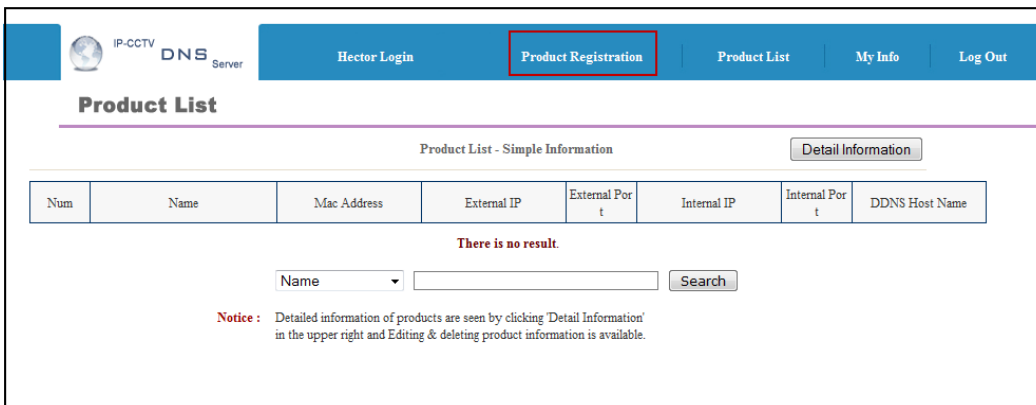 IP-CCTV DNS Server
Hector Login Product Registration Product List My Info Log Out
Product List
Product List - Simple Information Detail Information
Num Name Mac Address External IP External Por
t Internal IP Internal Por
t DDNS Host Name
There is no result.
Name Search
Notice : Detailed information of products are seen by clicking 'Detail Information'
in the upper right and Editing & deleting product information is available.